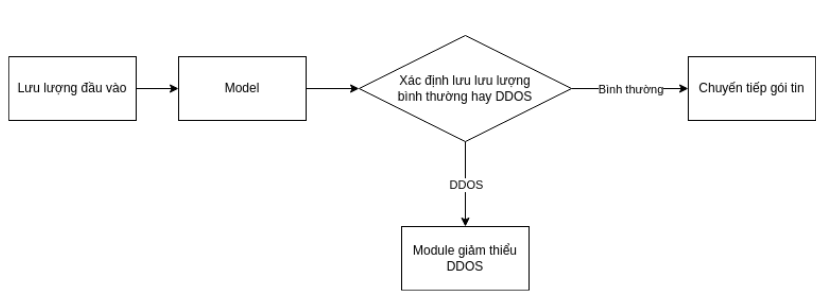 Lưu lượng đầu vào
Model
Xác định lưu lưu lượng
bình thường hay DDOS
Bình thường
Chuyển tiếp gói tin
DDOS
Module giảm thiểu
DDOS